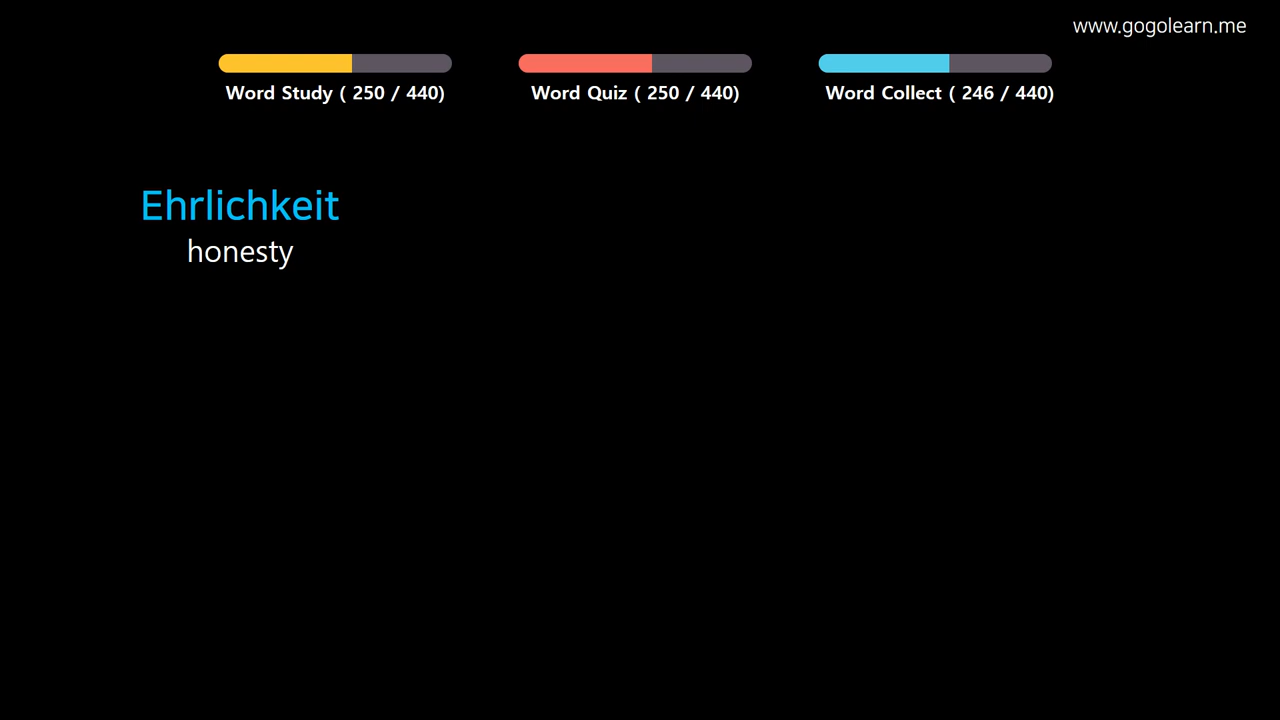 www.gogolearn.me
Word Study ( 250 / 440)
Word Quiz ( 250 / 440)
Word Collect ( 246 / 440)
Ehrlichkeit
honesty